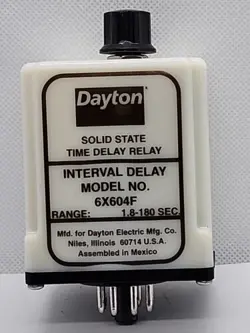 Dayton
SOLID STATE
TIME DELAY RELAY
INTERVAL DELAY
MODEL NO.
6X604F
RANGE: 1.8-180 SEC.
Mfd. for Dayton Electric Mfg. Co.
Niles, Illinois 60714 U.S.A.
Assembled in Mexico